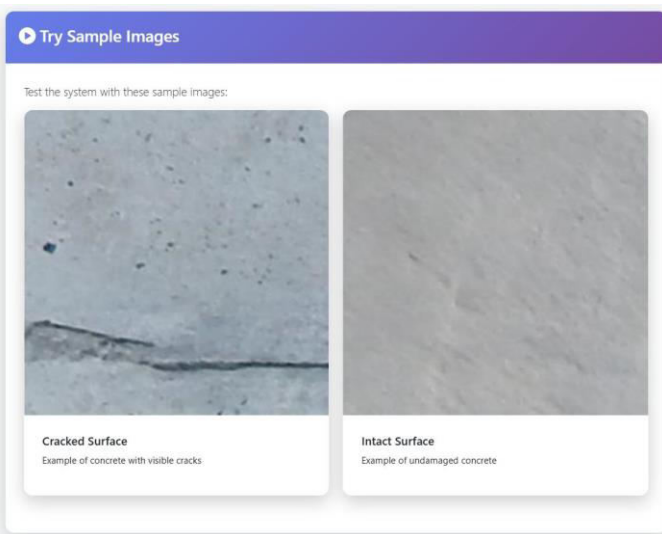 Try Sample Images
Test the system with these sample images:
Cracked Surface
Example of concrete with visible cracks
Intact Surface
Example of undamaged concrete